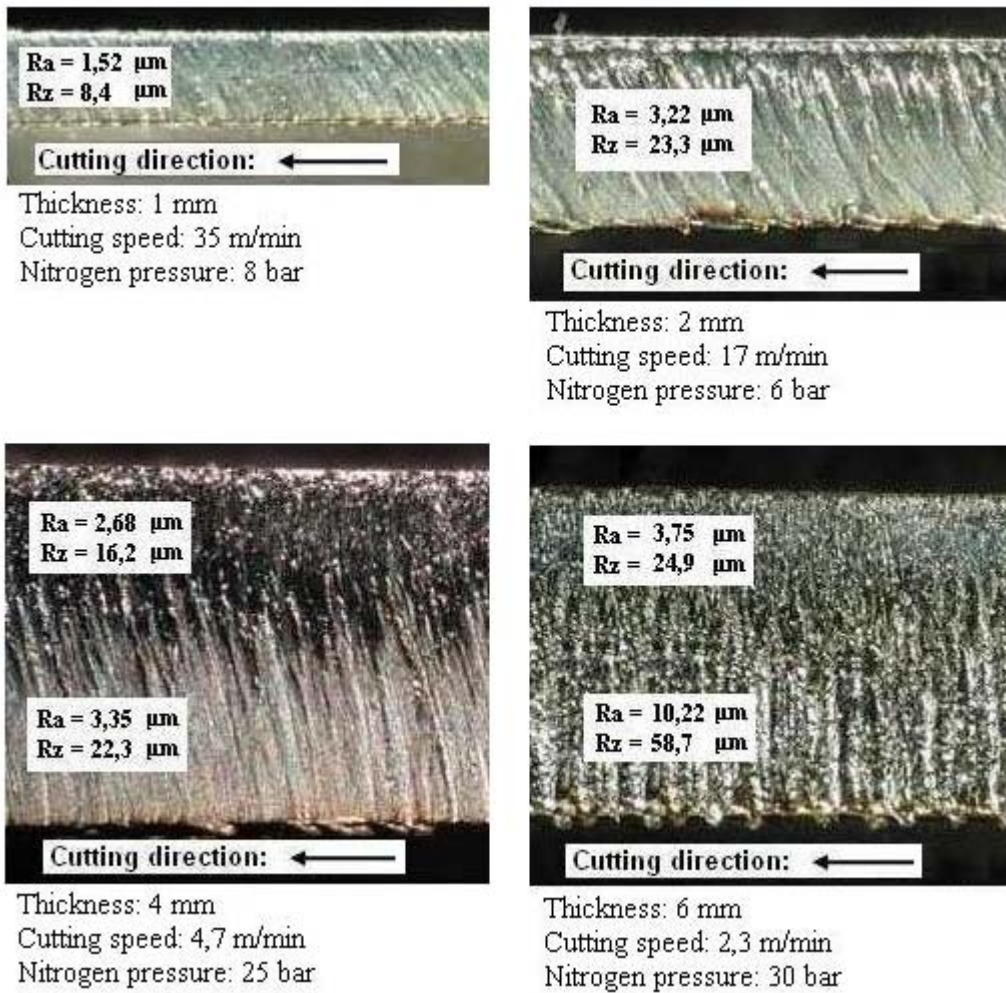 Ra = 1,52 µm
Rz = 8,4 µm
Cutting direction:
Thickness: 1 mm
Cutting speed: 35 m/min
Nitrogen pressure: 8 bar
Ra = 3,22 µm
Rz = 23,3 µm
Cutting direction:
Thickness: 2 mm
Cutting speed: 17 m/min
Nitrogen pressure: 6 bar
Ra = 2,68 µm
Rz = 16,2 µm
Ra = 3,35 µm
Rz = 22,3 µm
Cutting direction:
Thickness: 4 mm
Cutting speed: 4,7 m/min
Nitrogen pressure: 25 bar
Ra = 3,75 µm
Rz = 24,9 µm
Ra = 10,22 µm
Rz = 58,7 µm
Cutting direction:
Thickness: 6 mm
Cutting speed: 2,3 m/min
Nitrogen pressure: 30 bar